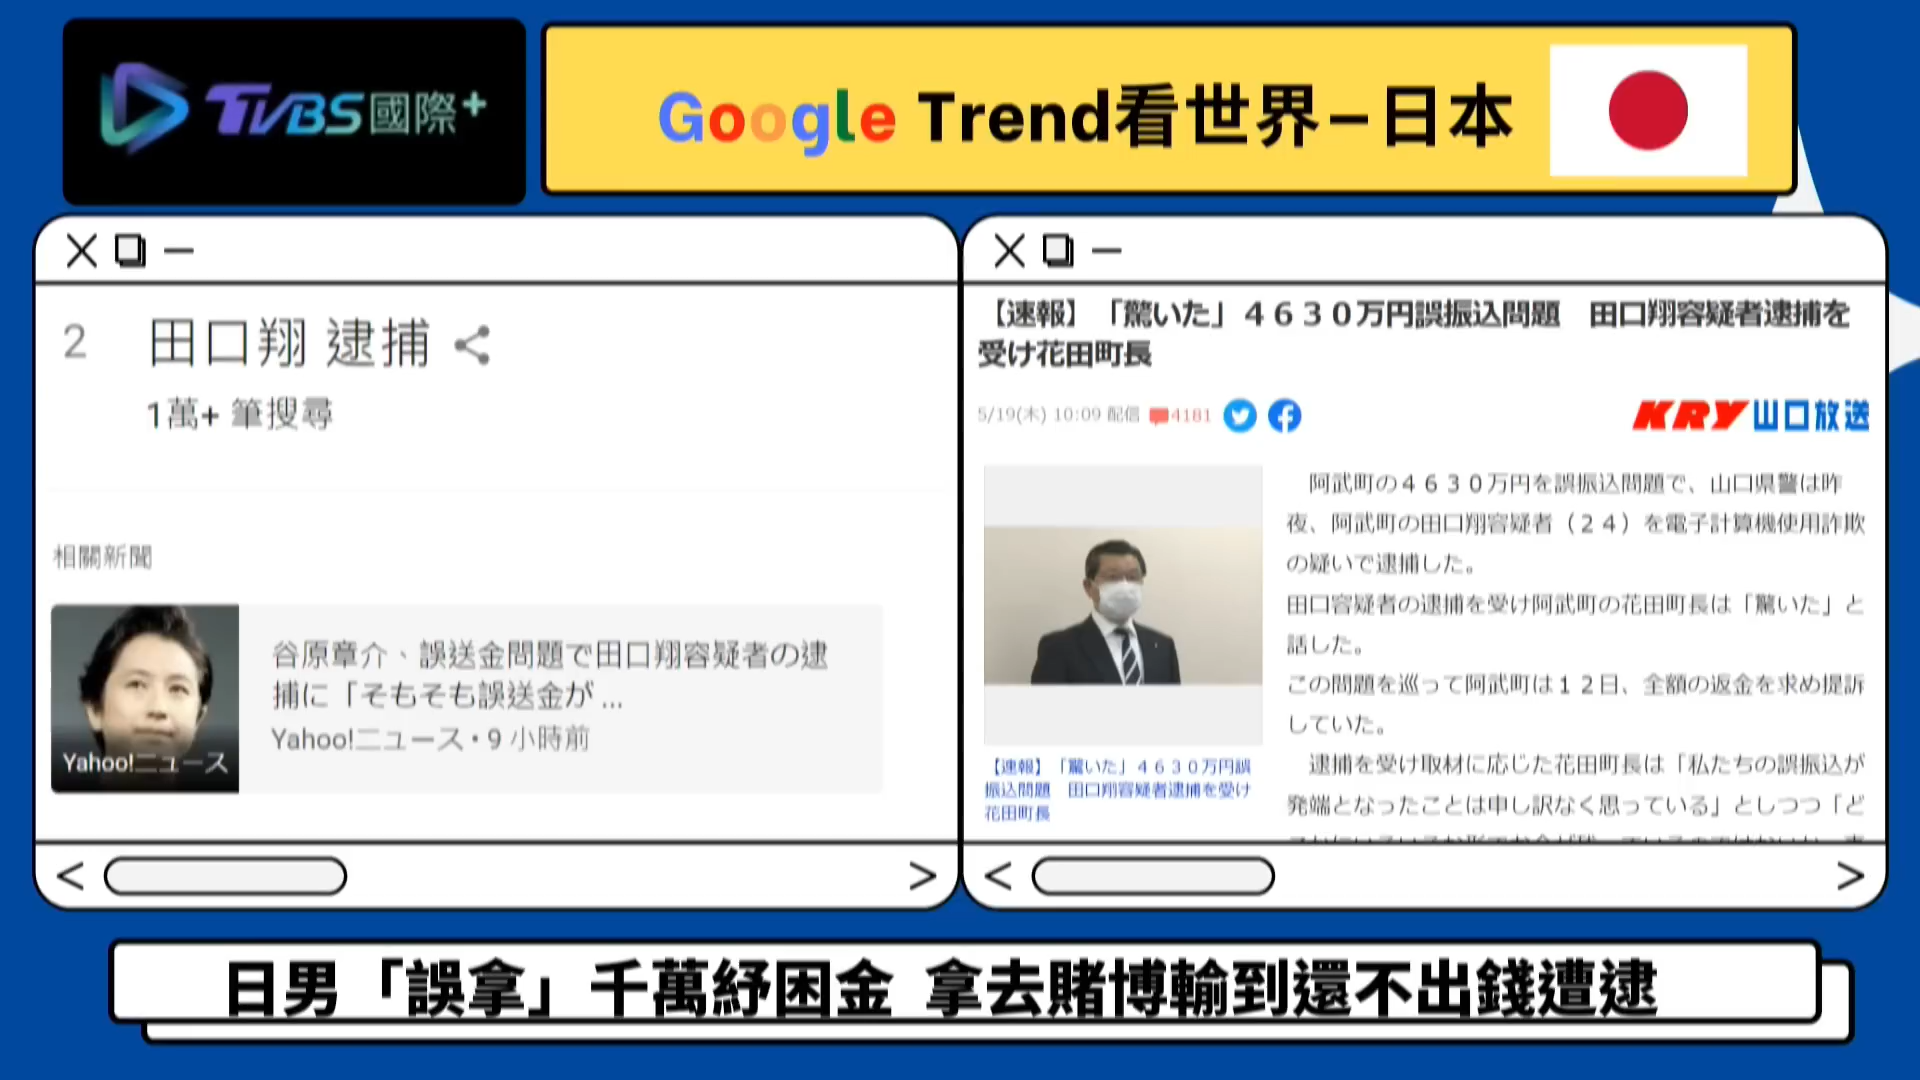 TVBS國際+
Google Trend看世界-日本
2 田口翔 逮捕
1萬+ 筆搜尋
相關新聞
Yahoo!ニュース
谷原章介、誤送金問題で田口翔容疑者の逮
捕に「そもそも誤送金が ...
Yahoo!ニュース・9 小時前
【速報】「驚いた」４６３０万円誤振込問題　田口翔容疑者逮捕を
受け花田町長
5/19(木) 10:09 配信 4181
KRY山口放送
阿武町の４６３０万円を誤振込問題で、山口県警は昨
夜、阿武町の田口翔容疑者（２４）を電子計算機使用詐欺
の疑いで逮捕した。
田口容疑者の逮捕を受け阿武町の花田町長は「驚いた」と
話した。
この問題を巡って阿武町は１２日、全額の返金を求め提訴
していた。
逮捕を受け取材に応じた花田町長は「私たちの誤振込が
発端となったことは申し訳なく思っている」としつつ「ど
【速報】「驚いた」４６３０万円誤
振込問題　田口翔容疑者逮捕を受け
花田町長
日男「誤拿」千萬紓困金 拿去賭博輸到還不出錢遭逮